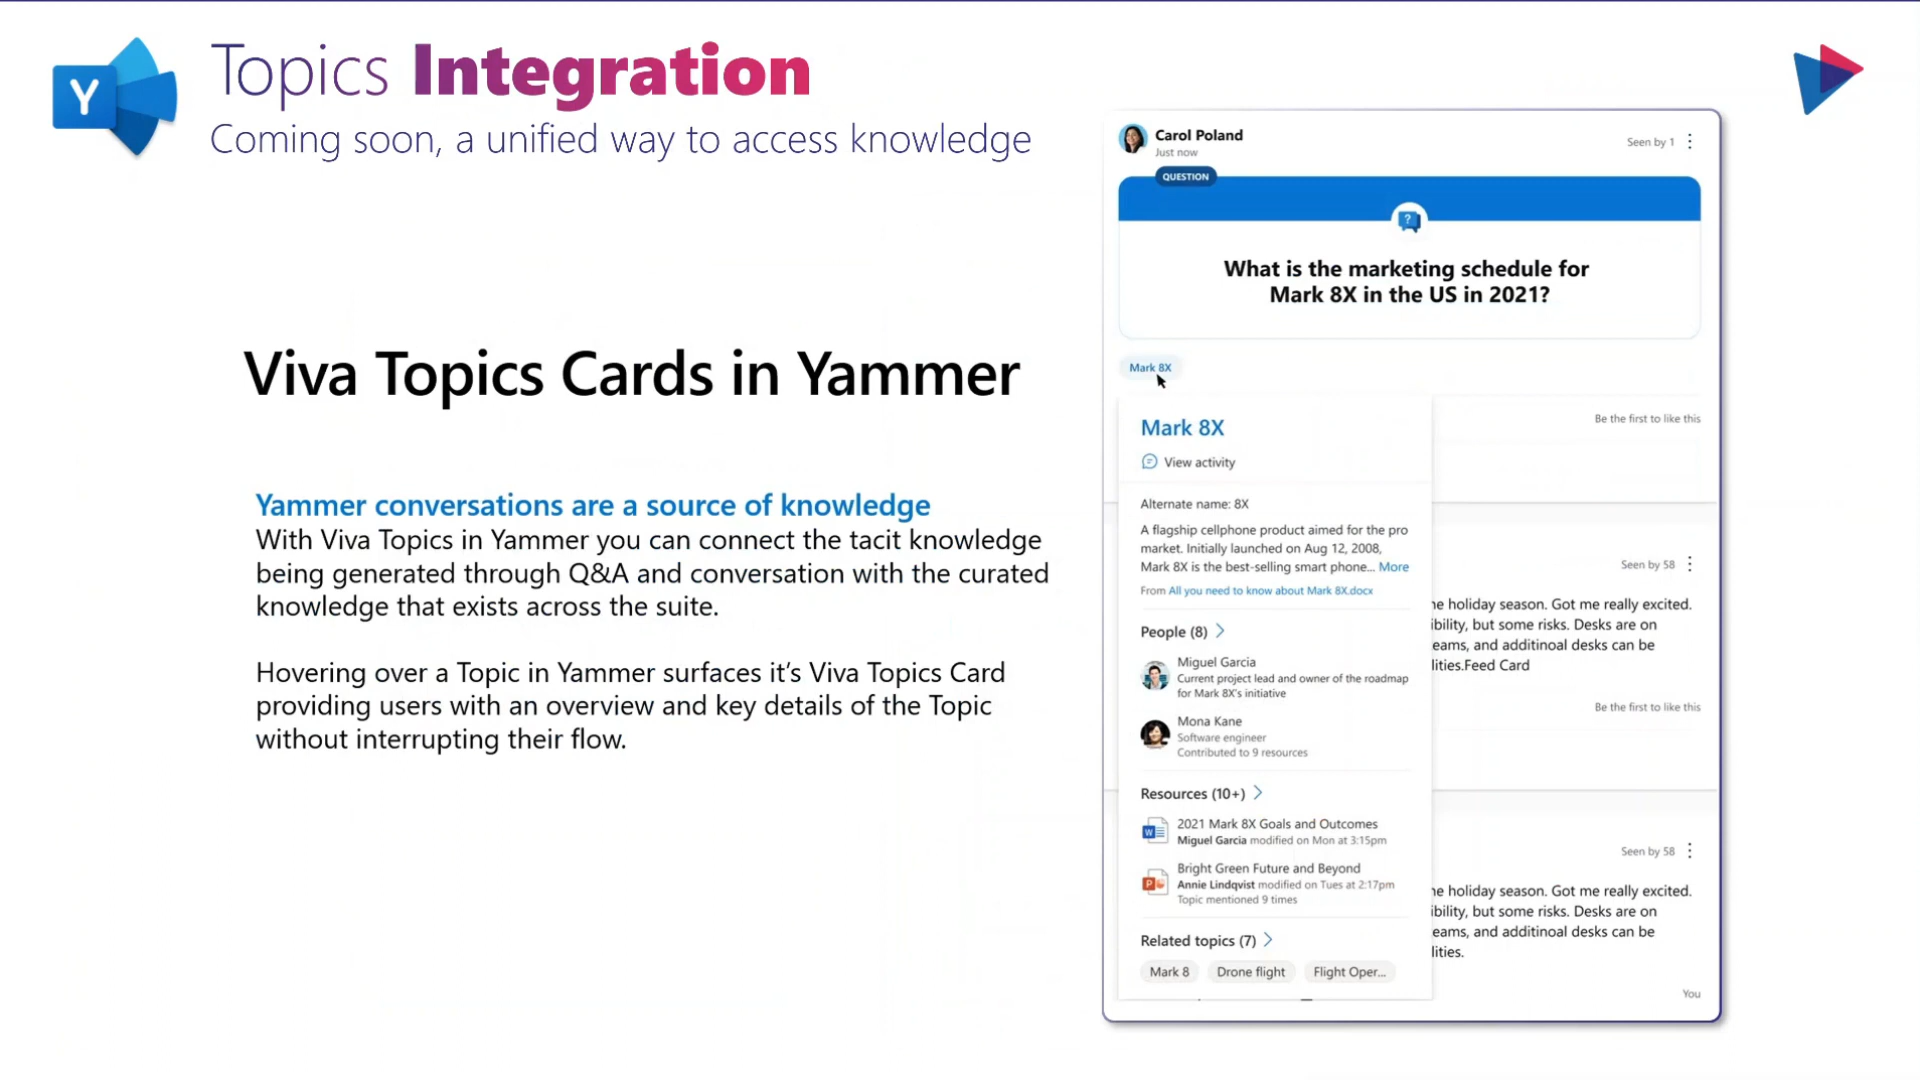 Y
Topics Integration
Coming soon, a unified way to access knowledge
Viva Topics Cards in Yammer
Yammer conversations are a source of knowledge
With Viva Topics in Yammer you can connect the tacit knowledge
being generated through Q&A and conversation with the curated
knowledge that exists across the suite.
Hovering over a Topic in Yammer surfaces it's Viva Topics Card
providing users with an overview and key details of the Topic
without interrupting their flow.
Carol Poland
Just now
Seen by 1
QUESTION
?
What is the marketing schedule for
Mark 8X in the US in 2021?
Mark 8X
Be the first to like this
Mark 8X
View activity
Alternate name: 8X
A flagship cellphone product aimed for the pro
market. Initially launched on Aug 12, 2008,
Mark 8X is the best-selling smart phone... More
From All you need to know about Mark 8X.docx
People (8)
Miguel Garcia
Current project lead and owner of the roadmap
for Mark 8X's initiative
Mona Kane
Software engineer
Contributed to 9 resources
Resources (10+)
W
2021 Mark 8X Goals and Outcomes
Miguel Garcia modified on Mon at 3:15pm
P
Bright Green Future and Beyond
Annie Lindqvist modified on Tues at 2:17pm
Topic mentioned 9 times
Related topics (7)
Mark 8 Drone flight Flight Oper...
Seen by 58
ne holiday season. Got me really excited.
ibility, but some risks. Desks are on
eams, and additinoal desks can be
lities.Feed Card
Be the first to like this
Seen by 58
ne holiday season. Got me really excited.
ibility, but some risks. Desks are on
eams, and additinoal desks can be
lities.
You